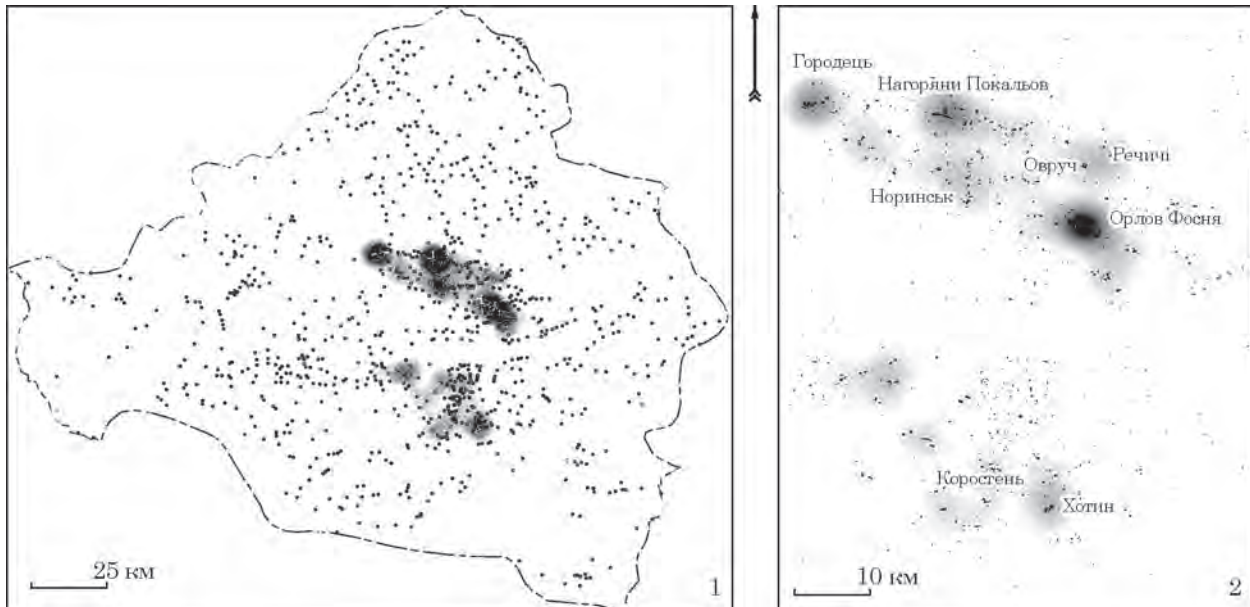 25 км
1
Городець
Нагоряни Покальов
Овруч
Речичі
Норинськ
Орлов Фосня
Коростень
Хотин
10 км
2